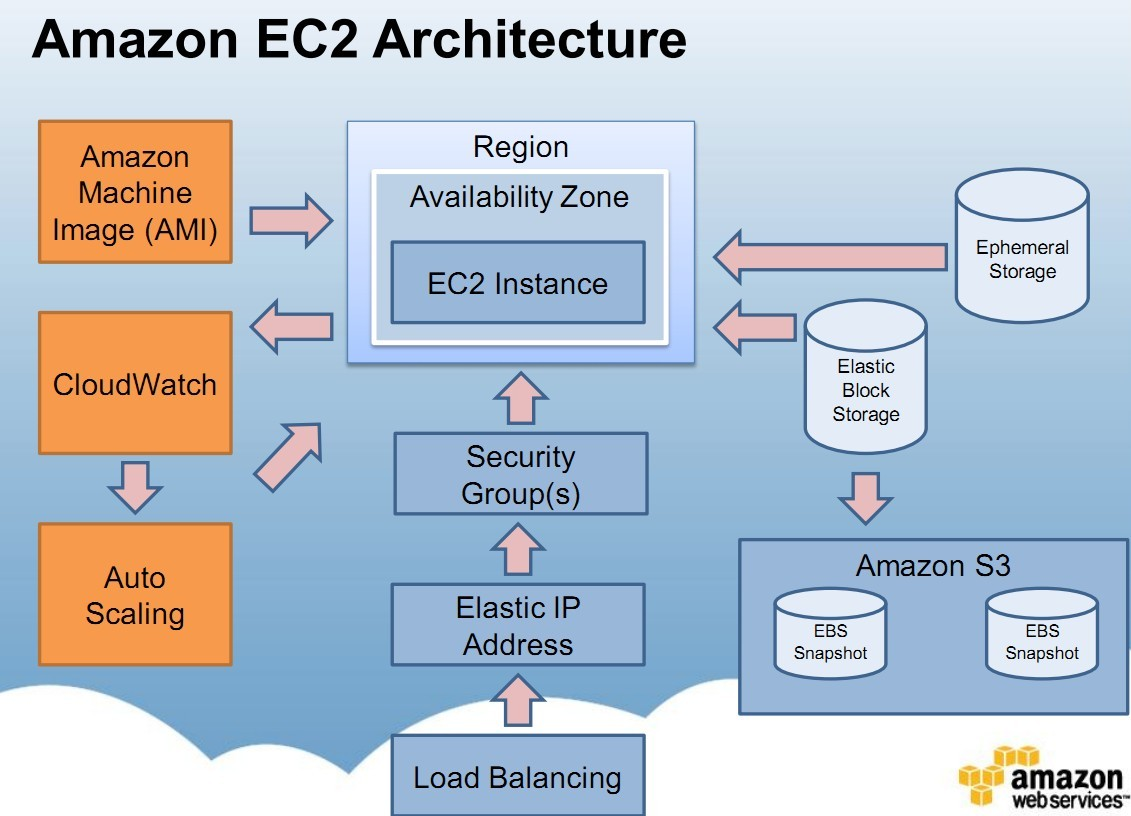 Amazon EC2 Architecture
Amazon
Machine
Image (AMI)
Region
Availability Zone
EC2 Instance
Ephemeral
Storage
CloudWatch
Elastic
Block
Storage
Security
Group(s)
Auto
Scaling
Elastic IP
Address
Amazon S3
EBS
Snapshot
EBS
Snapshot
Load Balancing
amazon
webservices™